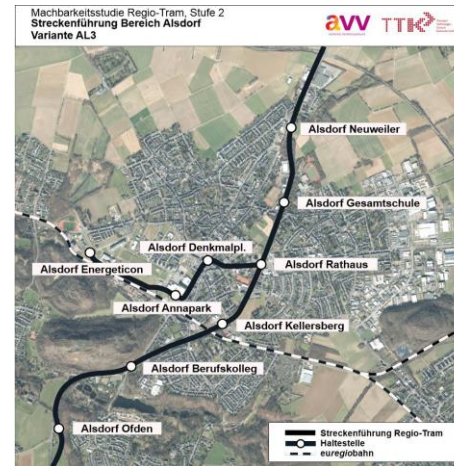 Machbarkeitsstudie Regio-Tram, Stufe 2
Streckenführung Bereich Alsdorf
Variante AL3
avv
TTK
Alsdorf Neuweiler
Alsdorf Gesamtschule
Alsdorf Denkmalpl.
Alsdorf Energeticon
Alsdorf Rathaus
Alsdorf Annapark
Alsdorf Kellersberg
Alsdorf Berufskolleg
Alsdorf Ofden
Streckenführung Regio-Tram
Haltestelle
euregiobahn